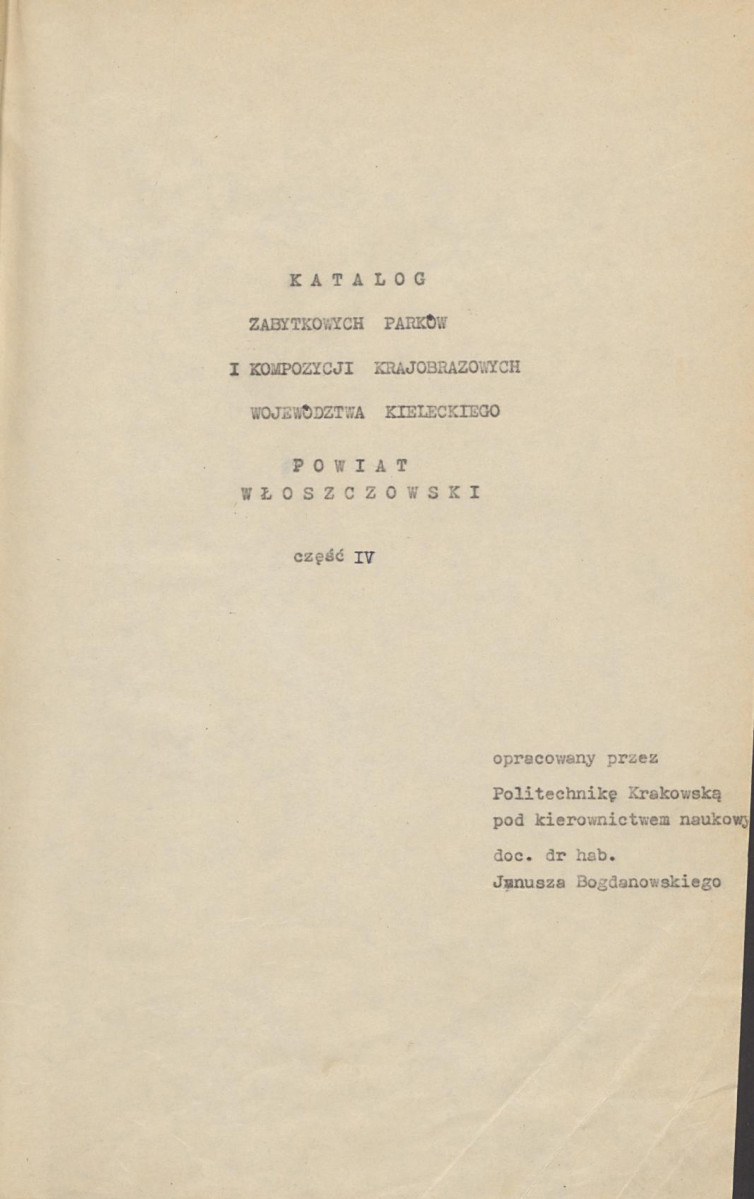 K A T A L O G
ZABYTKOWYCH PARKÓW
I KOMPOZYCJI KRAJOBRAZOWYCH
WOJEWÓDZTWA KIELECKIEGO
P O W I A T
W Ł O S Z C Z O W S K I
część IV
opracowany przez
Politechnikę Krakowską
pod kierownictwem naukowy
doc. dr hab.
Janusza Bogdanowskiego